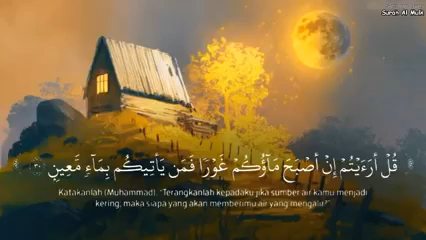 Surah Al Mulk
قُلْ أَرَءَيْتُمْ إِنْ أَصْبَحَ مَآؤُكُمْ غَوْرًا فَمَن يَأْتِيكُم بِمَآءٍ مَّعِينٍۭ
Katakanlah (Muhammad), "Terangkanlah kepadaku jika sumber air kamu menjadi
kering; maka siapa yang akan memberimu air yang mengalir?"